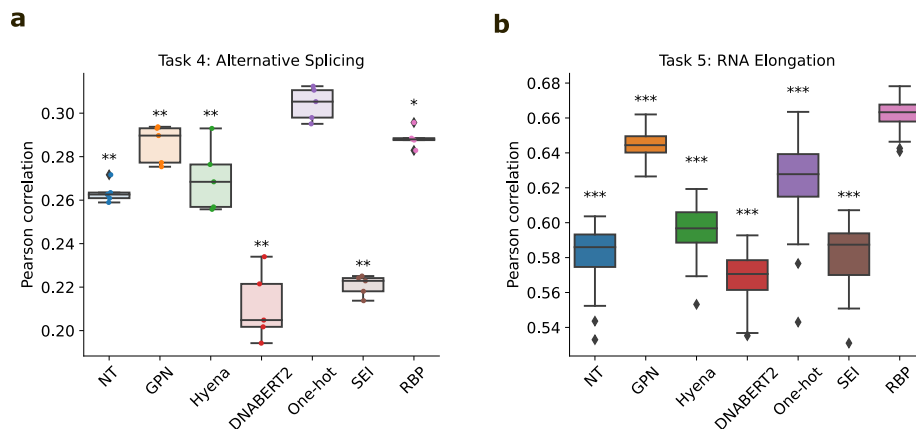 a
Task 4: Alternative Splicing
Pearson correlation
0.30
0.28
0.26
0.24
0.22
0.20
**
**
**
**
**
*
NT
GPN
Hyena
DNABERT2
One-hot
SEI
RBP
b
Task 5: RNA Elongation
Pearson correlation
0.68
0.66
0.64
0.62
0.60
0.58
0.56
0.54
***
***
***
***
***
***
NT
GPN
Hyena
DNABERT2
One-hot
SEI
RBP